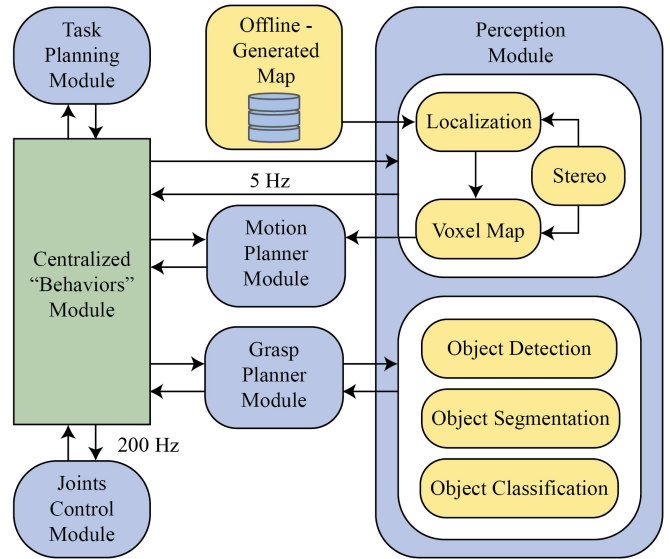 Task
Planning
Module
Offline -
Generated
Map
Perception
Module
Localization
Stereo
Voxel Map
5 Hz
Motion
Planner
Module
Centralized
“Behaviors”
Module
Grasp
Planner
Module
Object Detection
Object Segmentation
Object Classification
200 Hz
Joints
Control
Module